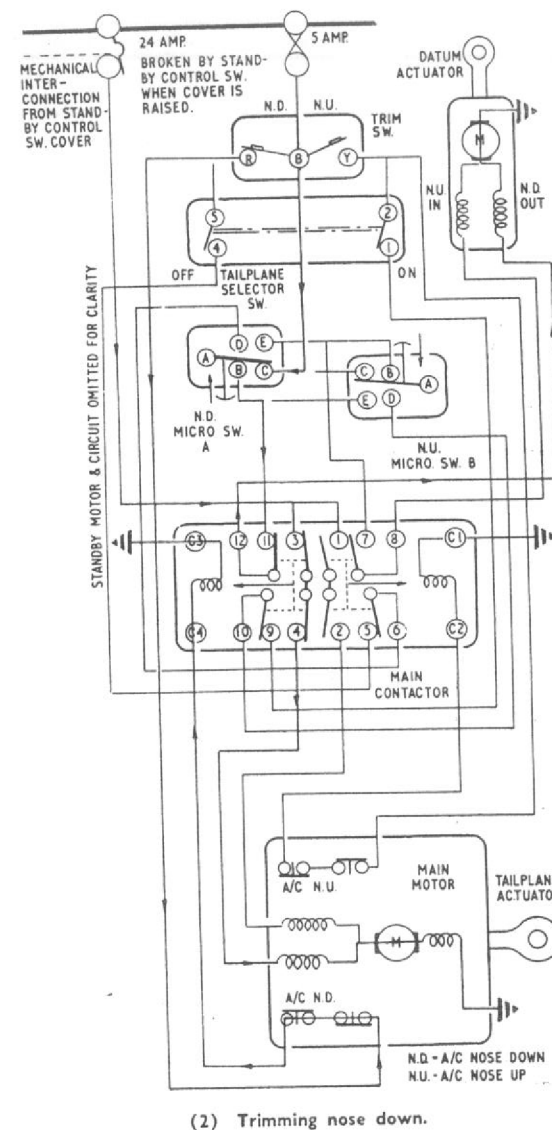 24 AMP.
5 AMP.
MECHANICAL
INTER-
CONNECTION
FROM STAND-
BY CONTROL
SW. COVER
BROKEN BY STAND-
BY CONTROL SW.
WHEN COVER IS
RAISED.
DATUM
ACTUATOR
N.D.
N.U.
TRIM
SW.
R
B
Y
M
N.U.
IN
N.D.
OUT
5
2
4
1
OFF
TAILPLANE
SELECTOR
SW.
ON
D
E
A
B
C
C
B
A
E
D
N.D.
MICRO SW.
A
N.U.
MICRO. SW. B
STANDBY MOTOR & CIRCUIT OMITTED FOR CLARITY
C3
12
11
3
1
7
8
C1
C4
10
9
4
2
5
6
C2
MAIN
CONTACTOR
A/C N.U.
MAIN
MOTOR
TAILPLAN
ACTUATO
M
A/C N.D.
N.D. - A/C NOSE DOWN
N.U. - A/C NOSE UP
(2) Trimming nose down.